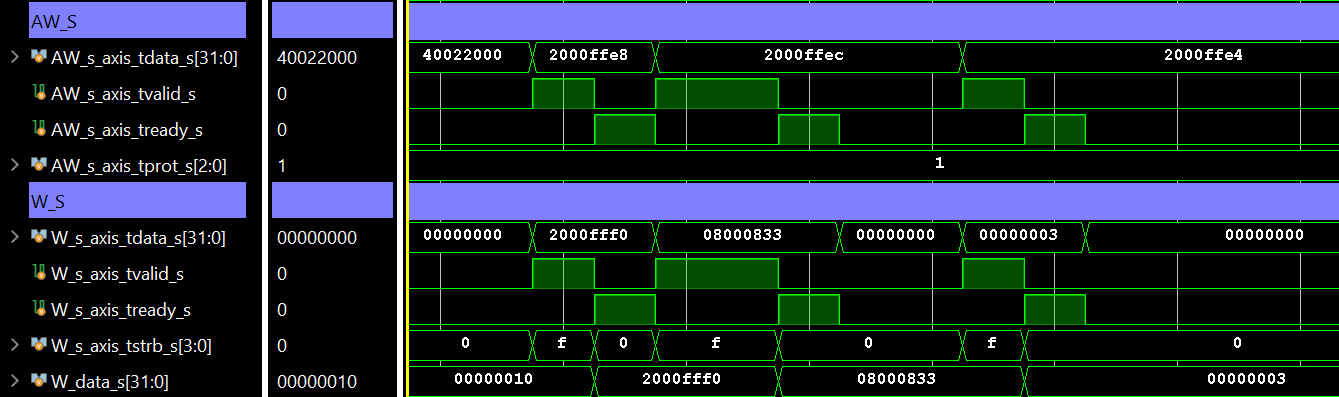 AW_S
AW_s_axis_tdata_s[31:0] 40022000 40022000 2000ffe8 2000ffec 2000ffe4
AW_s_axis_tvalid_s 0
AW_s_axis_tready_s 0
AW_s_axis_tprot_s[2:0] 1 1
W_S
W_s_axis_tdata_s[31:0] 00000000 00000000 2000fff0 08000833 00000000 00000003 00000000
W_s_axis_tvalid_s 0
W_s_axis_tready_s 0
W_s_axis_tstrb_s[3:0] 0 0 f 0 f 0 f 0
W_data_s[31:0] 00000010 00000010 2000fff0 08000833 00000003